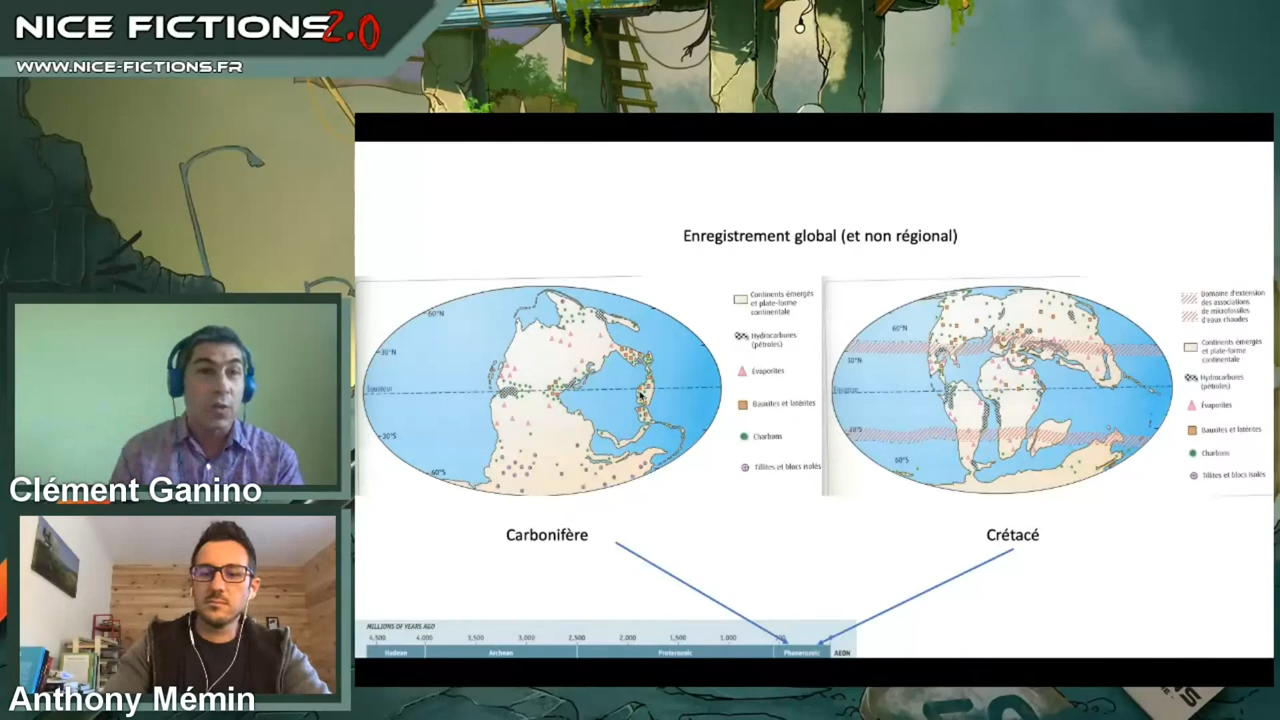 NICE FICTIONS 2.0
WWW.NICE-FICTIONS.FR
Enregistrement global (et non régional)
60°N
30°N
Équateur
30°S
60°S
Continents émergés
et plate-forme
continentale
Hydrocarbures
(pétroles)
Évaporites
Bauxites et latérites
Charbons
Tillites et blocs isolés
60°N
30°N
Équateur
30°S
60°S
Domaine d'extension
des associations
de microfossiles
d'eaux chaudes
Continents émergés
et plate-forme
continentale
Hydrocarbures
(pétroles)
Évaporites
Bauxites et latérites
Charbons
Tillites et blocs isolés
Carbonifère
Crétacé
MILLIONS OF YEARS AGO
4,500 4,000 3,500 3,000 2,500 2,000 1,500 1,000
Hadean Archean Proterozoic Phanerozoic AEON
Clément Ganino
Anthony Mémin